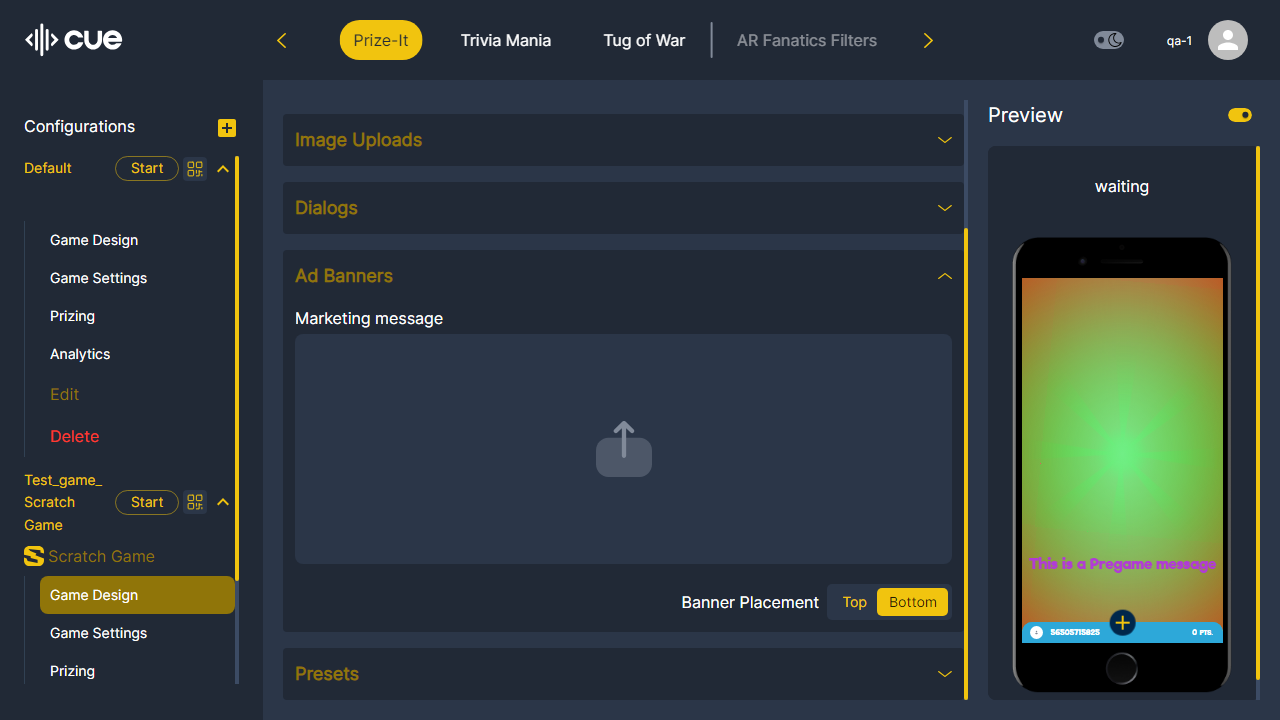 cue
Prize-It
Trivia Mania
Tug of War
AR Fanatics Filters
qa-1
Configurations
Default
Start
Game Design
Game Settings
Prizing
Analytics
Edit
Delete
Test_game_
Scratch
Game
Start
Scratch Game
Game Design
Game Settings
Prizing
Image Uploads
Dialogs
Ad Banners
Marketing message
Banner Placement
Top
Bottom
Presets
Preview
waiting
This is a Pregame message
56505715825
0 PTS.